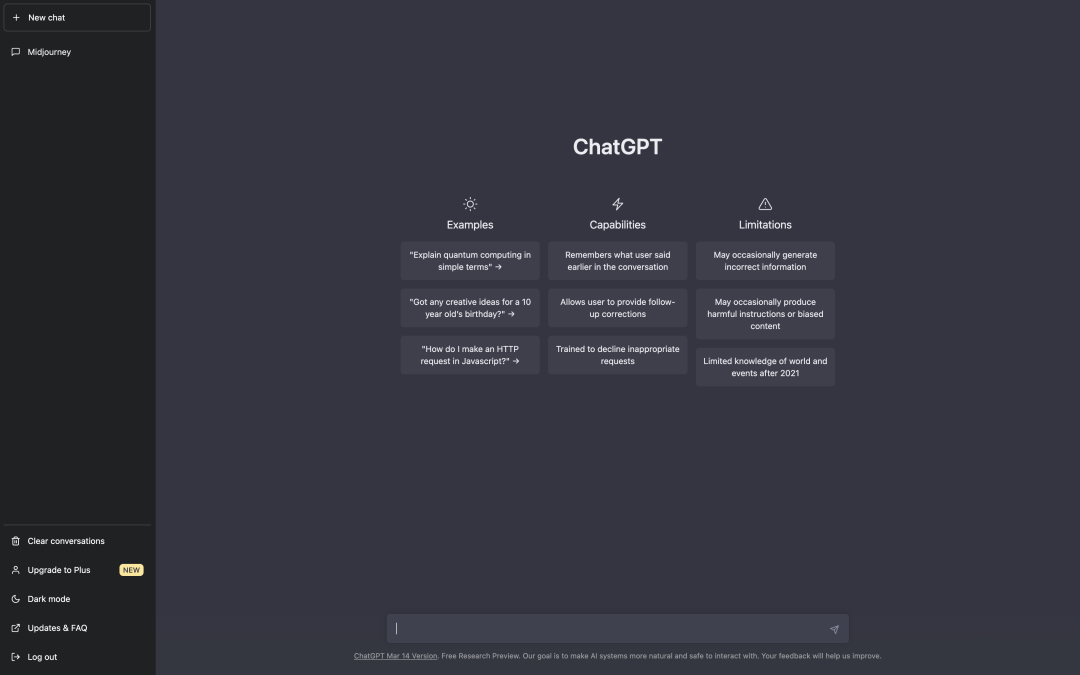 New chat
Midjourney
ChatGPT
Examples
"Explain quantum computing in
simple terms" →
"Got any creative ideas for a 10
year old's birthday?" →
"How do I make an HTTP
request in Javascript?" →
Capabilities
Remembers what user said
earlier in the conversation
Allows user to provide follow-
up corrections
Trained to decline inappropriate
requests
Limitations
May occasionally generate
incorrect information
May occasionally produce
harmful instructions or biased
content
Limited knowledge of world and
events after 2021
Clear conversations
Upgrade to Plus NEW
Dark mode
Updates & FAQ
Log out
ChatGPT Mar 14 Version. Free Research Preview. Our goal is to make AI systems more natural and safe to interact with. Your feedback will help us improve.